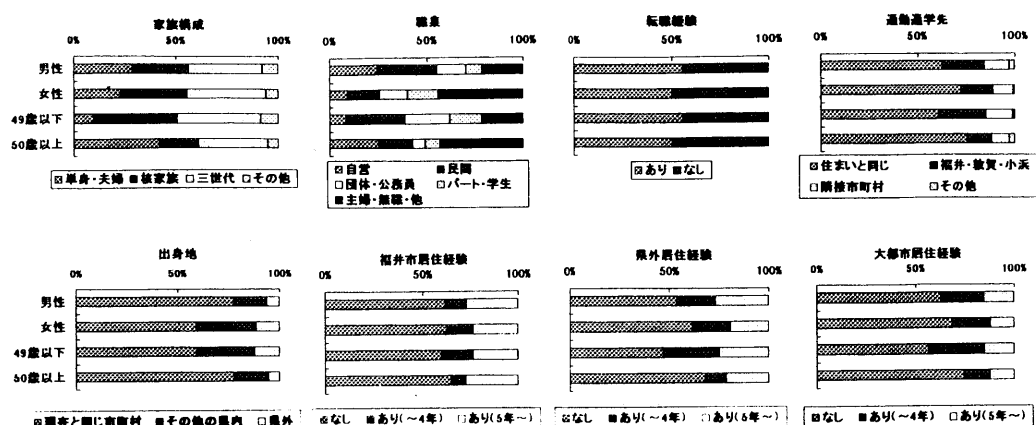 家族構成
0% 50% 100%
男性
女性
49歳以下
50歳以上
単身・夫婦 核家族 三世代 その他
職業
0% 50% 100%
自営 民間
団体・公務員 パート・学生
主婦・無職・他
転職経験
0% 50% 100%
あり なし
通勤通学先
0% 50% 100%
住まいと同じ 福井・敦賀・小浜
隣接市町村 その他
出身地
0% 50% 100%
男性
女性
49歳以下
50歳以上
現在と同じ市町村 その他の県内 県外
福井市居住経験
0% 50% 100%
なし あり(～4年) あり(5年～)
県外居住経験
0% 50% 100%
なし あり(～4年) あり(5年～)
大都市居住経験
0% 50% 100%
なし あり(～4年) あり(5年～)